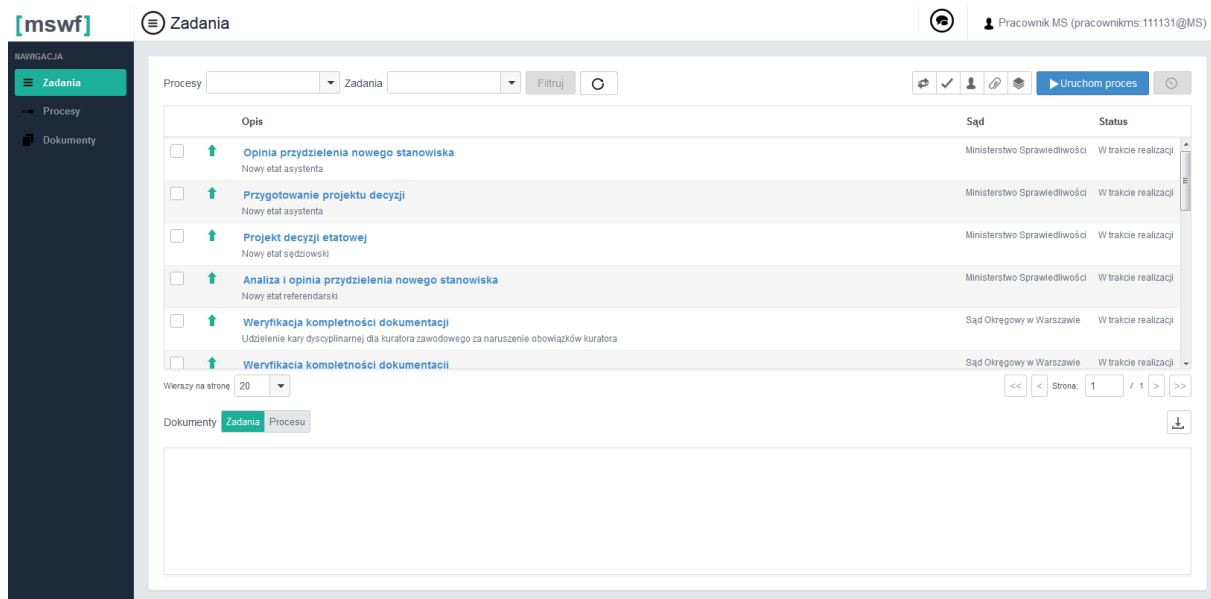 [mswf]
Zadania
Pracownik MS (pracownikms:111131@MS)
NAWIGACJA
Zadania
Procesy
Dokumenty
Procesy Zadania Filtruj Uruchom proces
Opis Sąd Status
Opinia przydzielenia nowego stanowiska Ministerstwo Sprawiedliwości W trakcie realizacji
Nowy etat asystenta
Przygotowanie projektu decyzji Ministerstwo Sprawiedliwości W trakcie realizacji
Nowy etat asystenta
Projekt decyzji etatowej Ministerstwo Sprawiedliwości W trakcie realizacji
Nowy etat sędziowski
Analiza i opinia przydzielenia nowego stanowiska Ministerstwo Sprawiedliwości W trakcie realizacji
Nowy etat referendarski
Weryfikacja kompletności dokumentacji Sąd Okręgowy w Warszawie W trakcie realizacji
Udzielenie kary dyscyplinarnej dla kuratora zawodowego za naruszenie obowiązków kuratora
Weryfikacja kompletności dokumentacji Sąd Okręgowy w Warszawie W trakcie realizacji
Wierszy na stronę 20 << < Strona: 1 / 1 > >>
Dokumenty Zadania Procesu